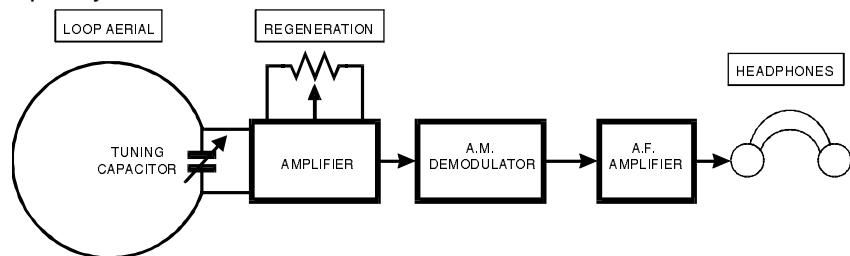 LOOP AERIAL
REGENERATION
HEADPHONES
TUNING
CAPACITOR
AMPLIFIER
A.M.
DEMODULATOR
A.F.
AMPLIFIER